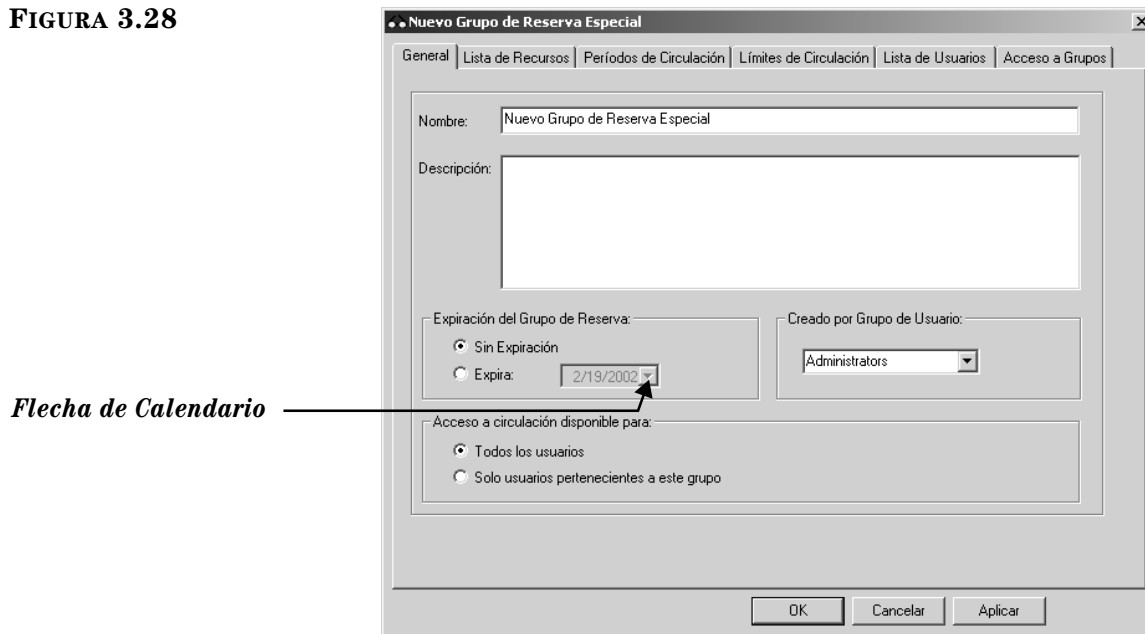 FIGURA 3.28
Nuevo Grupo de Reserva Especial
General Lista de Recursos Períodos de Circulación Límites de Circulación Lista de Usuarios Acceso a Grupos
Nombre: Nuevo Grupo de Reserva Especial
Descripción:
Expiración del Grupo de Reserva:
Sin Expiración
Expira: 2/19/2002
Creado por Grupo de Usuario:
Administrators
Flecha de Calendario
Acceso a circulación disponible para:
Todos los usuarios
Solo usuarios pertenecientes a este grupo
OK Cancelar Aplicar